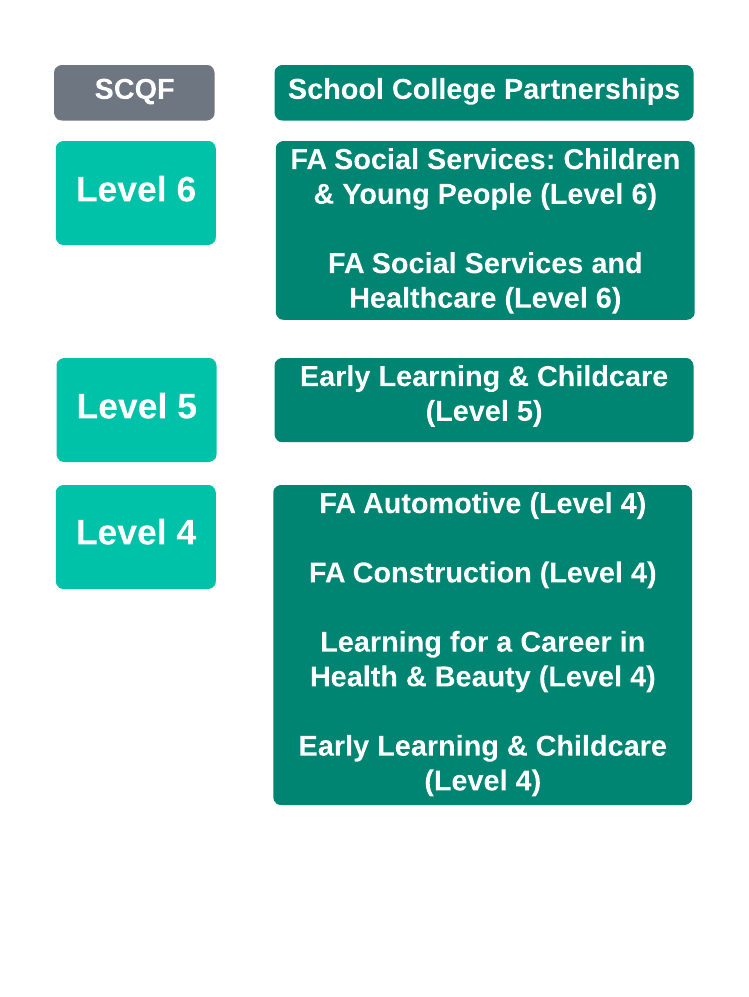 SCQF
School College Partnerships
Level 6
FA Social Services: Children
& Young People (Level 6)
FA Social Services and
Healthcare (Level 6)
Level 5
Early Learning & Childcare
(Level 5)
Level 4
FA Automotive (Level 4)
FA Construction (Level 4)
Learning for a Career in
Health & Beauty (Level 4)
Early Learning & Childcare
(Level 4)